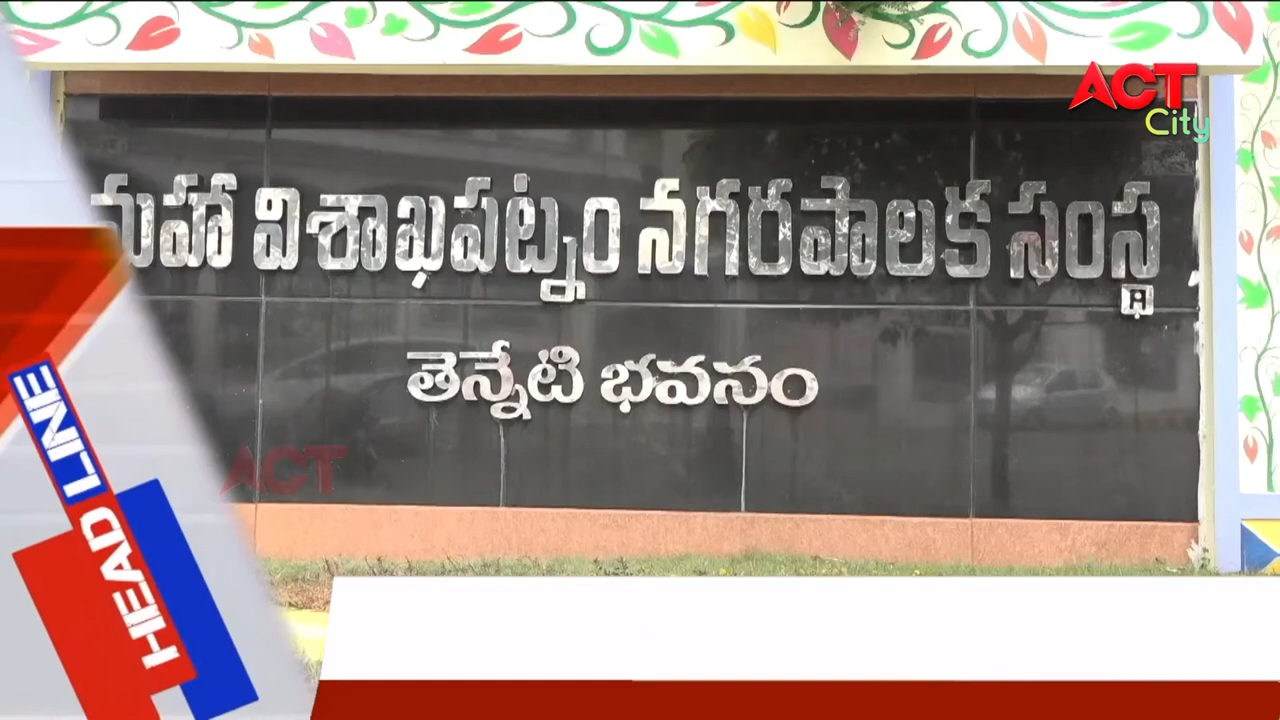 ACT
City
మహా విశాఖపట్నం నగరపాలక సంస్థ
తెన్నేటి భవనం
ACT
HEAD LINE